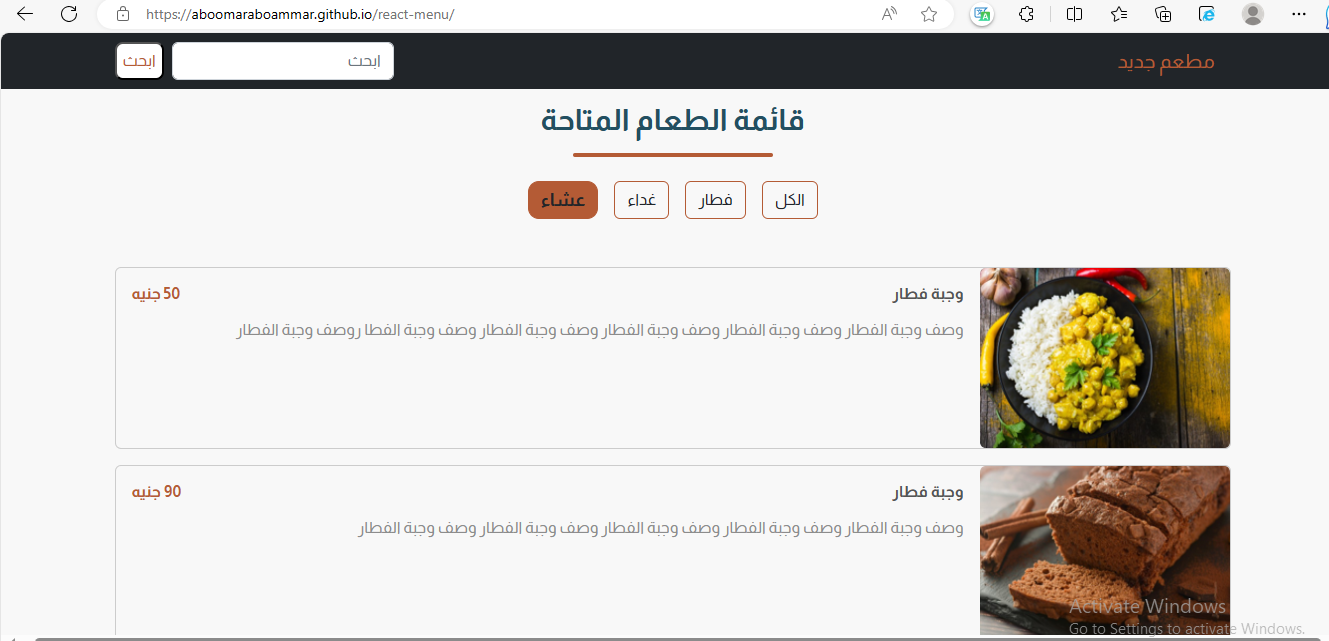 https://aboomaraboammar.github.io/react-menu/
مطعم جديد
ابحث
ابحث
قائمة الطعام المتاحة
الكل
فطار
غداء
عشاء
وجبة فطار
50 جنيه
وصف وجبة الفطار وصف وجبة الفطار وصف وجبة الفطار وصف وجبة الفطار وصف وجبة الفطا روصف وجبة الفطار
وجبة فطار
90 جنيه
وصف وجبة الفطار وصف وجبة الفطار وصف وجبة الفطار وصف وجبة الفطار وصف وجبة الفطار
Activate Windows
Go to Settings to activate Windows.